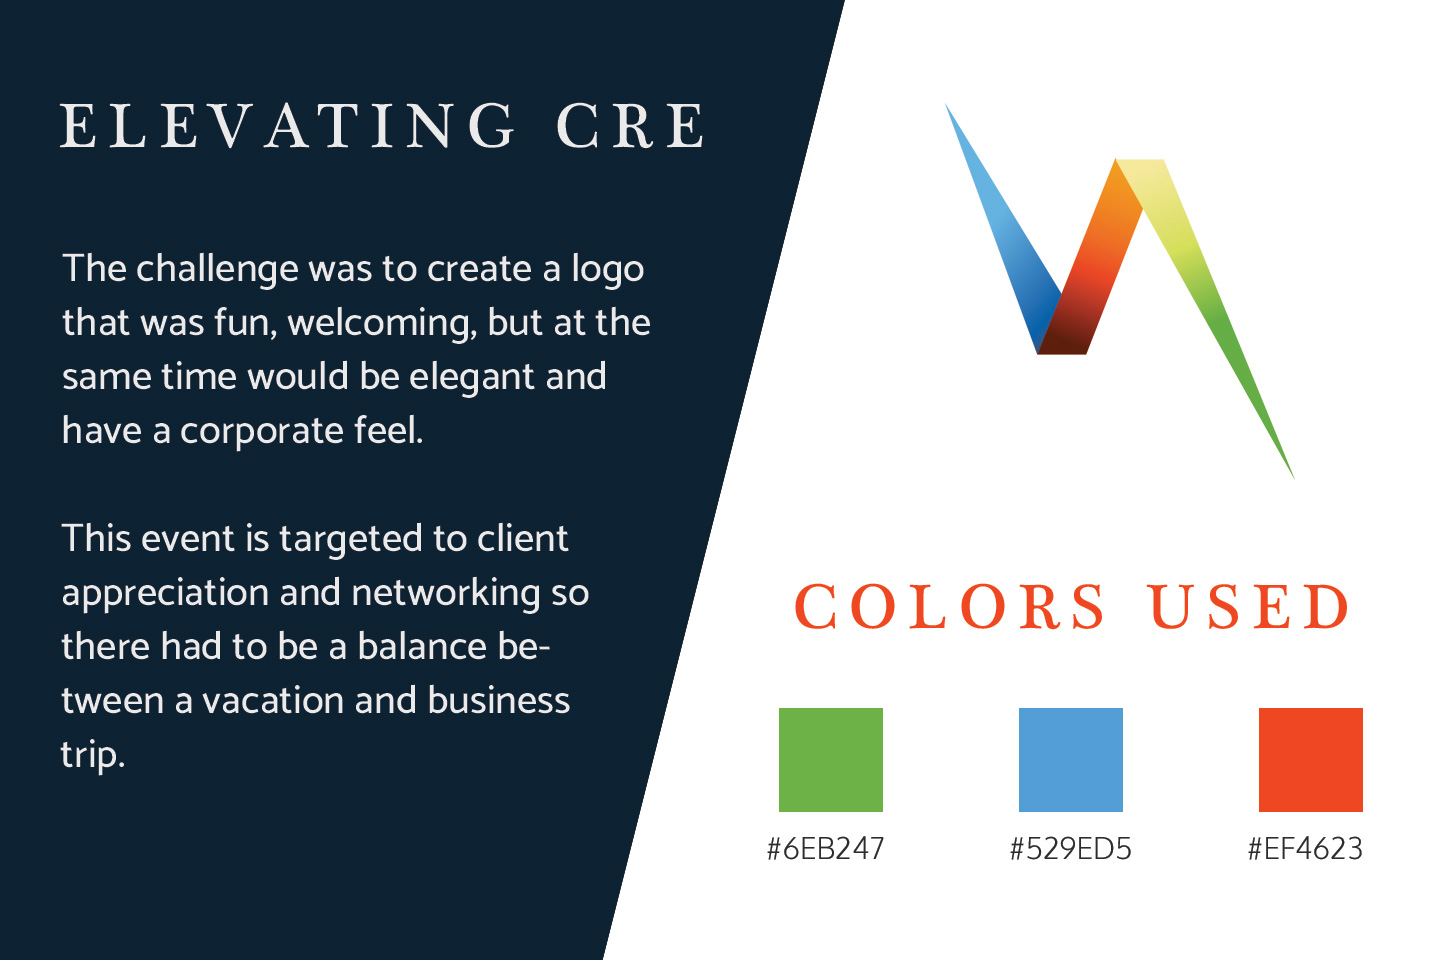 ELEVATING CRE
The challenge was to create a logo
that was fun, welcoming, but at the
same time would be elegant and
have a corporate feel.
This event is targeted to client
appreciation and networking so
there had to be a balance be-
tween a vacation and business
trip.
COLORS USED
#6EB247
#529ED5
#EF4623